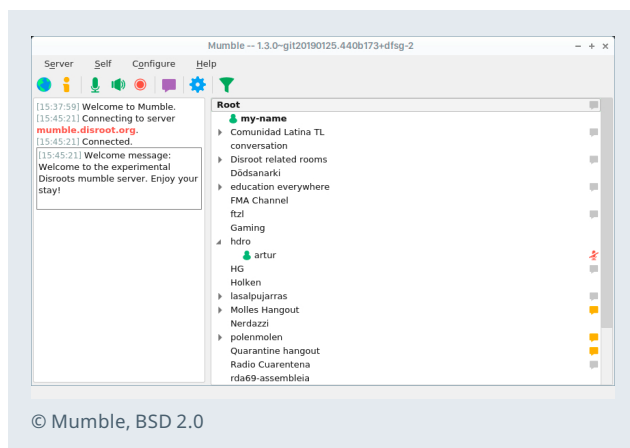 Mumble -- 1.3.0~git20190125.440b173+dfsg-2
Server Self Configure Help
[15:37:59] Welcome to Mumble.
[15:45:21] Connecting to server
mumble.disroot.org.
[15:45:21] Connected.
[15:45:21] Welcome message:
Welcome to the experimental
Disroots mumble server. Enjoy your
stay!
Root
my-name
Comunidad Latina TL
conversation
Disroot related rooms
Dödsanarki
education everywhere
FMA Channel
ftzl
Gaming
hdro
artur
HG
Holken
lasalpujarras
Molles Hangout
Nerdazzi
polenmolen
Quarantine hangout
Radio Cuarentena
rda69-assembleia
© Mumble, BSD 2.0